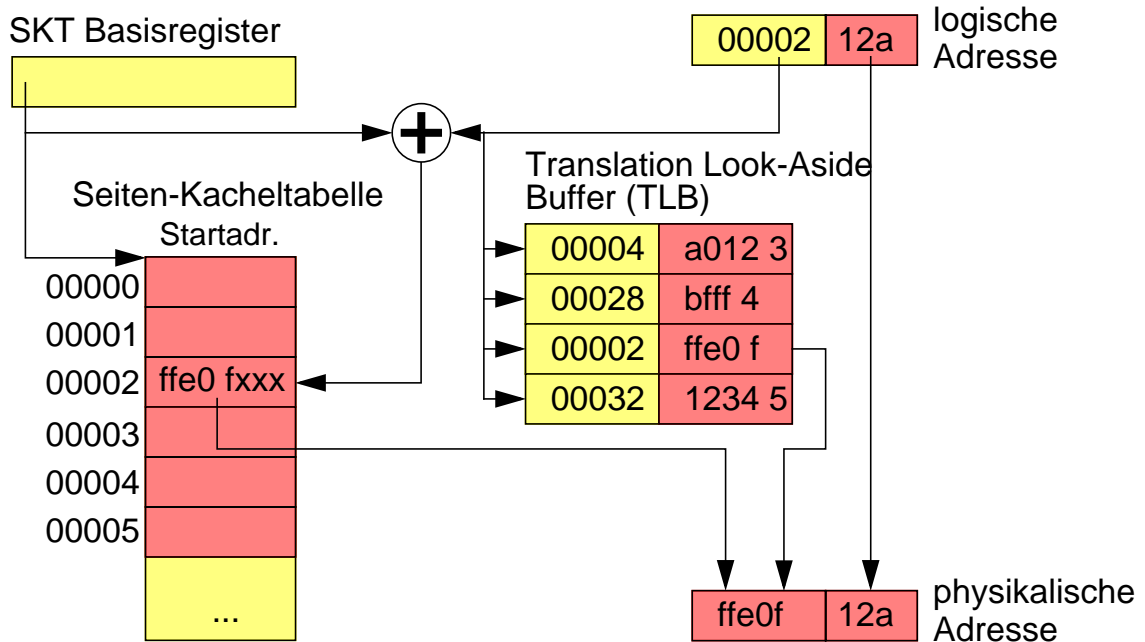 SKT Basisregister
00002 12a
logische
Adresse
Translation Look-Aside
Buffer (TLB)
Seiten-Kacheltabelle
Startadr.
00004 a012 3
00028 bfff 4
00002 ffe0 f
00032 1234 5
00000
00001
00002 ffe0 fxxx
00003
00004
00005
...
ffe0f 12a
physikalische
Adresse